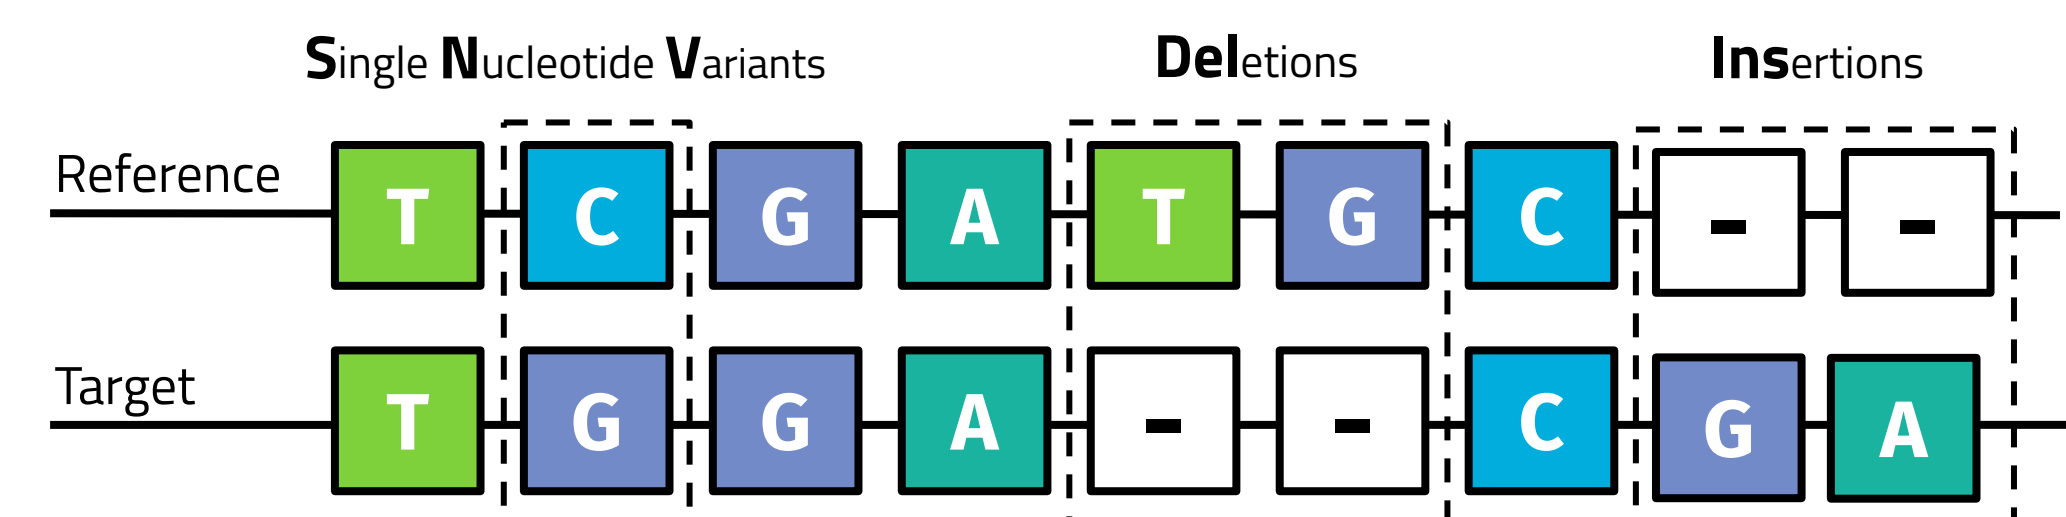 Single Nucleotide Variants Deletions Insertions
Reference T C G A T G C - -
Target T G G A - - C G A